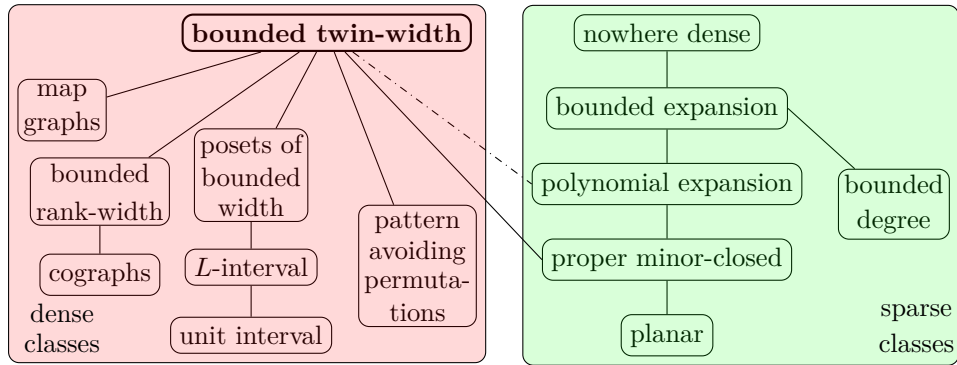 bounded twin-width
map
graphs
bounded
rank-width
cographs
posets of
bounded
width
L-interval
unit interval
pattern
avoiding
permuta-
tions
dense
classes
nowhere dense
bounded expansion
polynomial expansion
bounded
degree
proper minor-closed
planar
sparse
classes